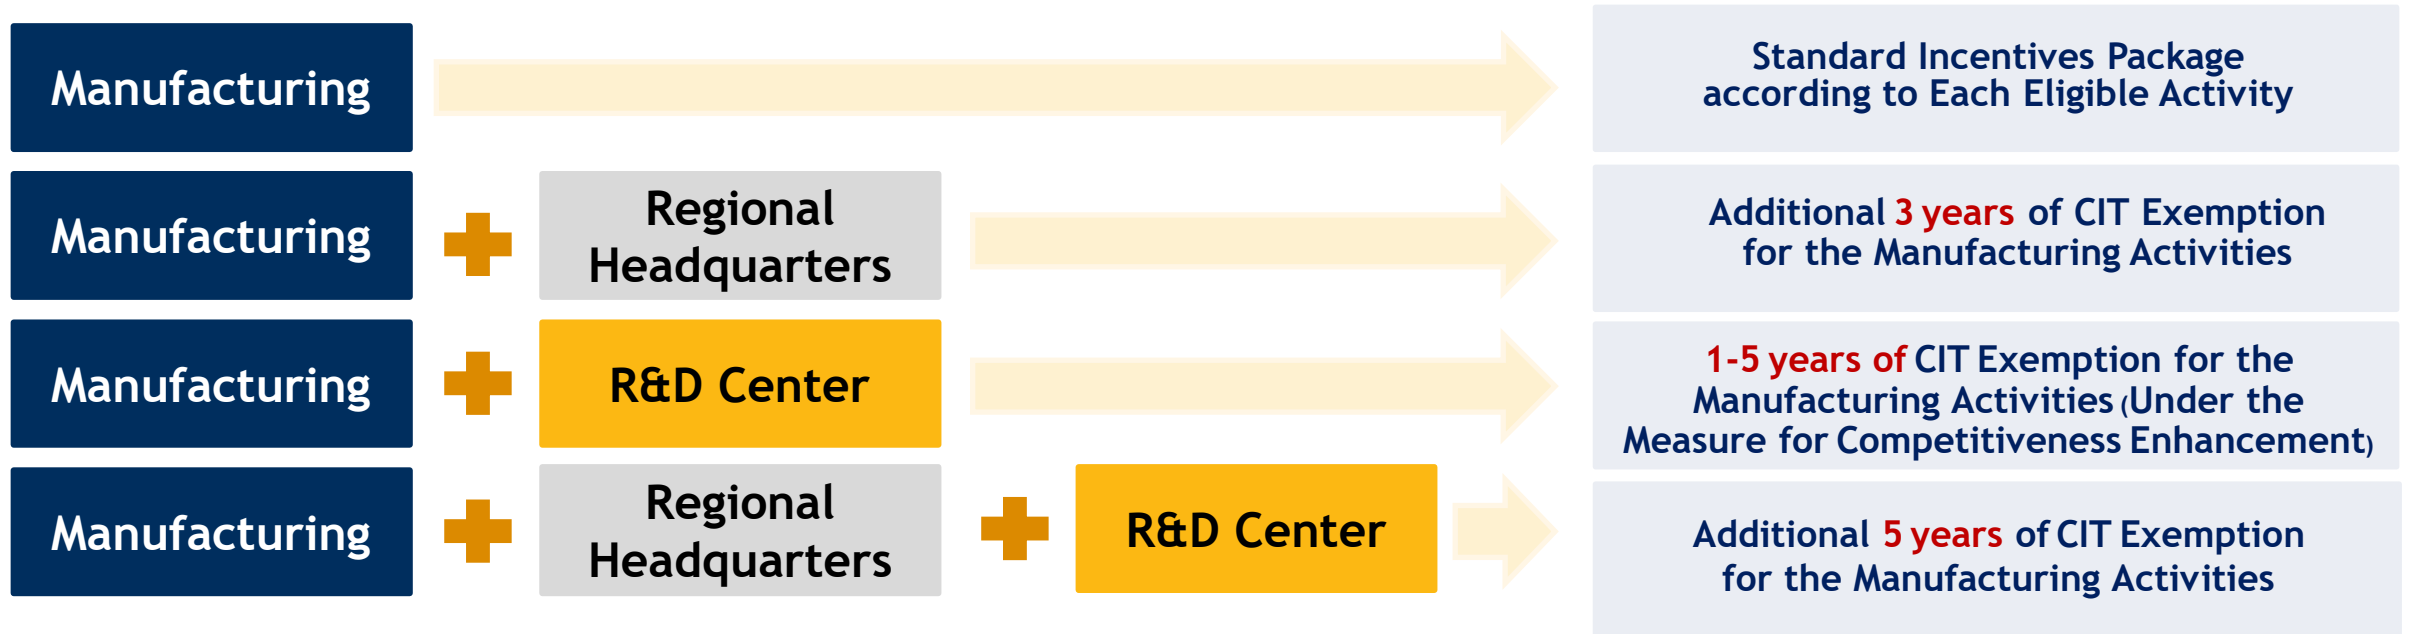 Manufacturing
Standard Incentives Package
according to Each Eligible Activity
Manufacturing
Regional
Headquarters
Additional 3 years of CIT Exemption
for the Manufacturing Activities
Manufacturing
R&D Center
1-5 years of CIT Exemption for the
Manufacturing Activities (Under the
Measure for Competitiveness Enhancement)
Manufacturing
Regional
Headquarters
R&D Center
Additional 5 years of CIT Exemption
for the Manufacturing Activities